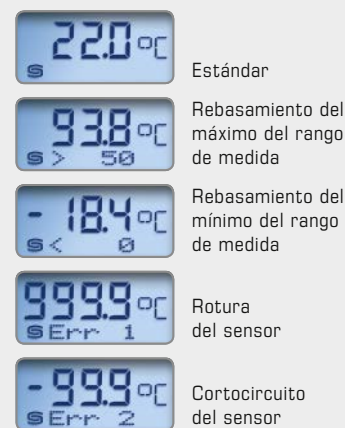 22.0 °C
S
Estándar
93.8 °C
S > 50
Rebasamiento del
máximo del rango
de medida
- 18.4 °C
S < 0
Rebasamiento del
mínimo del rango
de medida
999.9 °C
S Err 1
Rotura
del sensor
-99.9 °C
S Err 2
Cortocircuito
del sensor